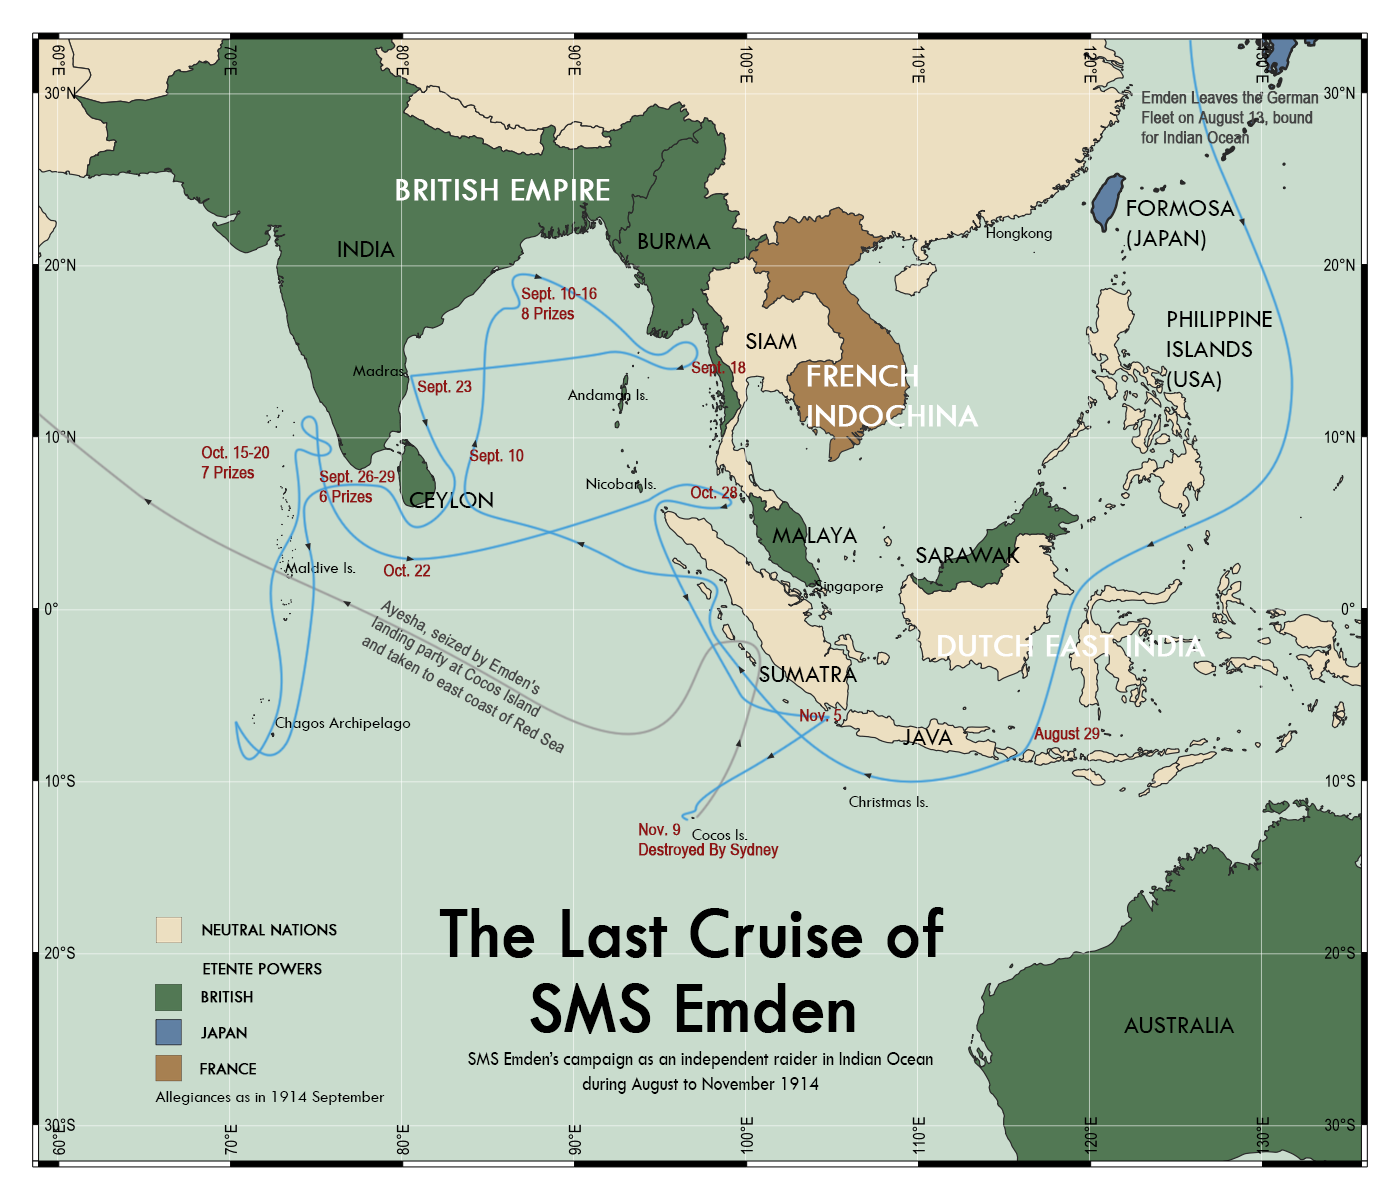 60°E
70°E
80°E
90°E
100°E
110°E
120°E
130°E
30°N
30°N
Emden Leaves the German
Fleet on August 13, bound
for Indian Ocean
BRITISH EMPIRE
INDIA
BURMA
FORMOSA
(JAPAN)
Hongkong
20°N
20°N
Sept. 10-16
8 Prizes
SIAM
PHILIPPINE
ISLANDS
(USA)
Madras
Sept. 18
Sept. 23
FRENCH
INDOCHINA
Andaman Is.
10°N
10°N
Oct. 15-20
7 Prizes
Sept. 10
Sept. 26-29
6 Prizes
Nicobar Is.
Oct. 28
CEYLON
MALAYA
SARAWAK
Maldive Is.
Oct. 22
Singapore
0°
0°
Ayesha, seized by Emden's
landing party at Cocos Island
and taken to east coast of Red Sea
DUTCH EAST INDIA
SUMATRA
Chagos Archipelago
Nov. 5
JAVA
August 29
10°S
10°S
Christmas Is.
Nov. 9
Cocos Is.
Destroyed By Sydney
The Last Cruise of
SMS Emden
SMS Emden's campaign as an independent raider in Indian Ocean
during August to November 1914
NEUTRAL NATIONS
ETENTE POWERS
BRITISH
JAPAN
FRANCE
Allegiances as in 1914 September
20°S
20°S
AUSTRALIA
30°S
30°S
60°E
70°E
80°E
90°E
100°E
110°E
120°E
130°E